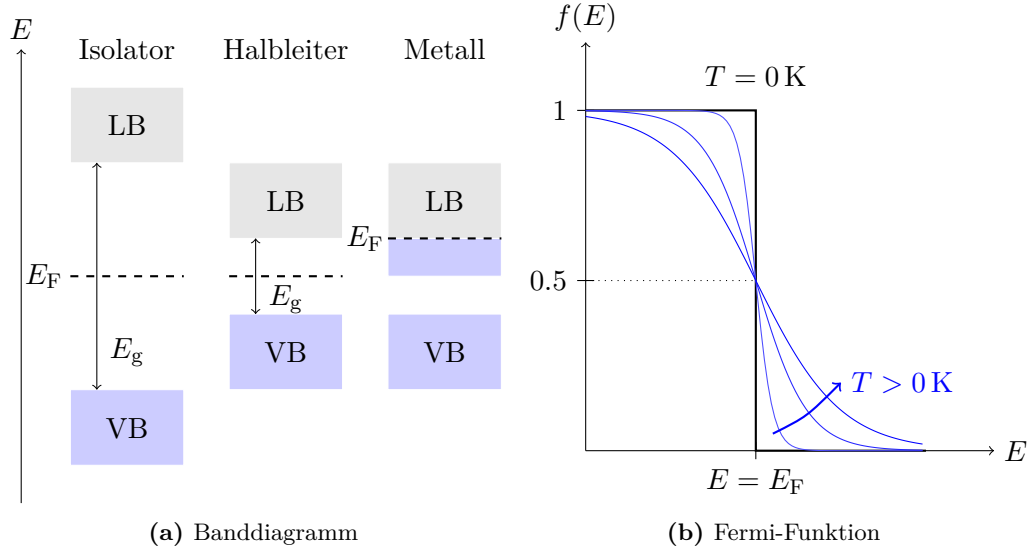 E
Isolator
Halbleiter
Metall
LB
LB
LB
E_F
E_F
E_g
E_g
VB
VB
VB
(a) Banddiagramm
f(E)
T = 0 K
1
0.5
T > 0 K
E
E = E_F
(b) Fermi-Funktion